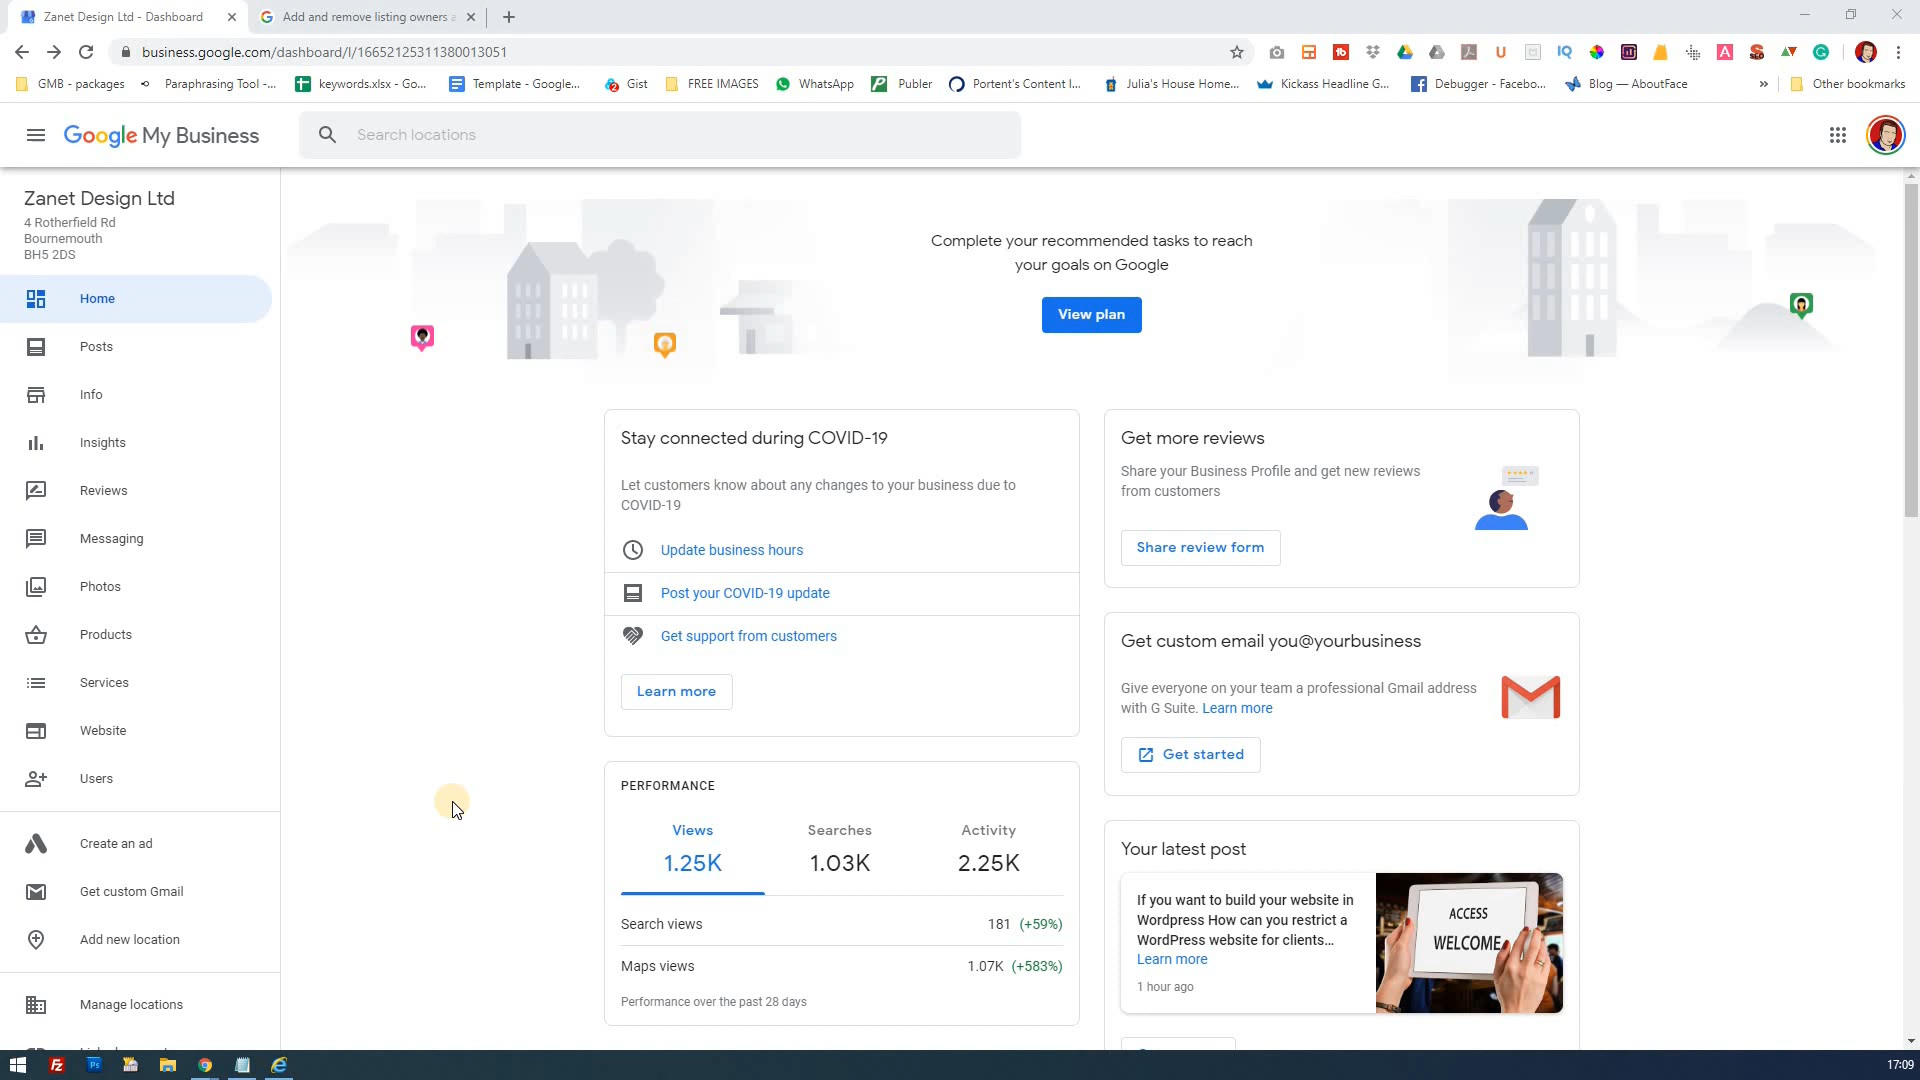 Zanet Design Ltd - Dashboard
Add and remove listing owners a
business.google.com/dashboard/l/16652125311380013051
GMB - packages
Paraphrasing Tool -...
keywords.xlsx - Go...
Template - Google...
Gist
FREE IMAGES
WhatsApp
Publer
Portent's Content I...
Julia's House Home...
Kickass Headline G...
Debugger - Facebo...
Blog — AboutFace
»
Other bookmarks
Google My Business
Search locations
Zanet Design Ltd
4 Rotherfield Rd
Bournemouth
BH5 2DS
Home
Posts
Info
Insights
Reviews
Messaging
Photos
Products
Services
Website
Users
Create an ad
Get custom Gmail
Add new location
Manage locations
Complete your recommended tasks to reach
your goals on Google
View plan
Stay connected during COVID-19
Let customers know about any changes to your business due to
COVID-19
Update business hours
Post your COVID-19 update
Get support from customers
Learn more
PERFORMANCE
Views
Searches
Activity
1.25K
1.03K
2.25K
Search views
181 (+59%)
Maps views
1.07K (+583%)
Performance over the past 28 days
Get more reviews
Share your Business Profile and get new reviews
from customers
Share review form
Get custom email you@yourbusiness
Give everyone on your team a professional Gmail address
with G Suite. Learn more
Get started
Your latest post
If you want to build your website in
Wordpress How can you restrict a
WordPress website for clients...
Learn more
1 hour ago
ACCESS
WELCOME
17:09